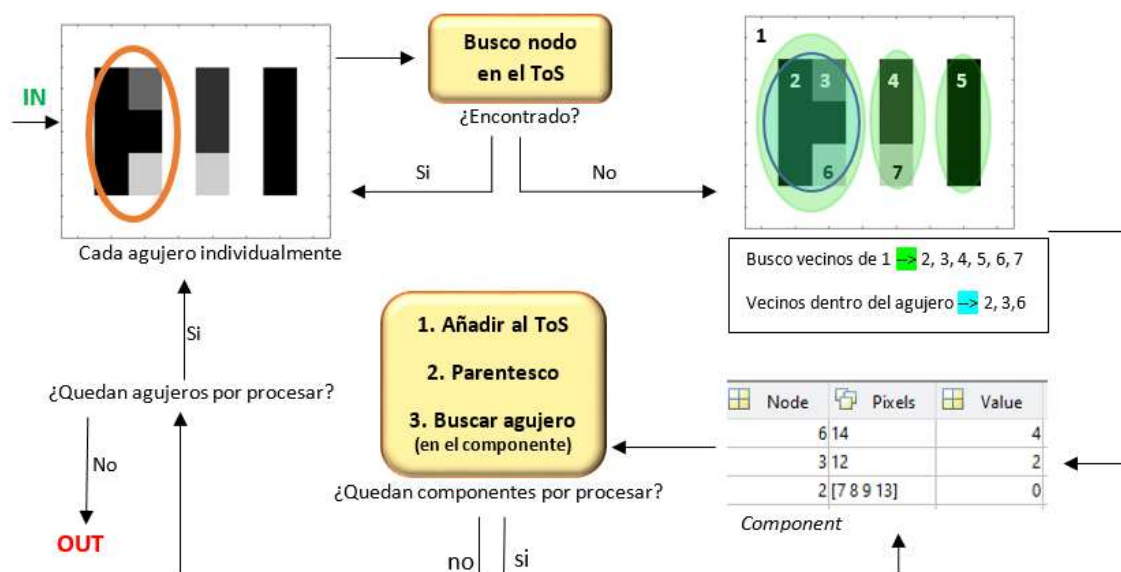 IN
Cada agujero individualmente
Busco nodo
en el ToS
¿Encontrado?
Si
No
1
2
3
4
5
6
7
Busco vecinos de 1 --> 2, 3, 4, 5, 6, 7
Vecinos dentro del agujero --> 2, 3,6
Si
¿Quedan agujeros por procesar?
No
OUT
1. Añadir al ToS
2. Parentesco
3. Buscar agujero
(en el componente)
¿Quedan componentes por procesar?
no
si
Node Pixels Value
6 14 4
3 12 2
2 [7 8 9 13] 0
Component